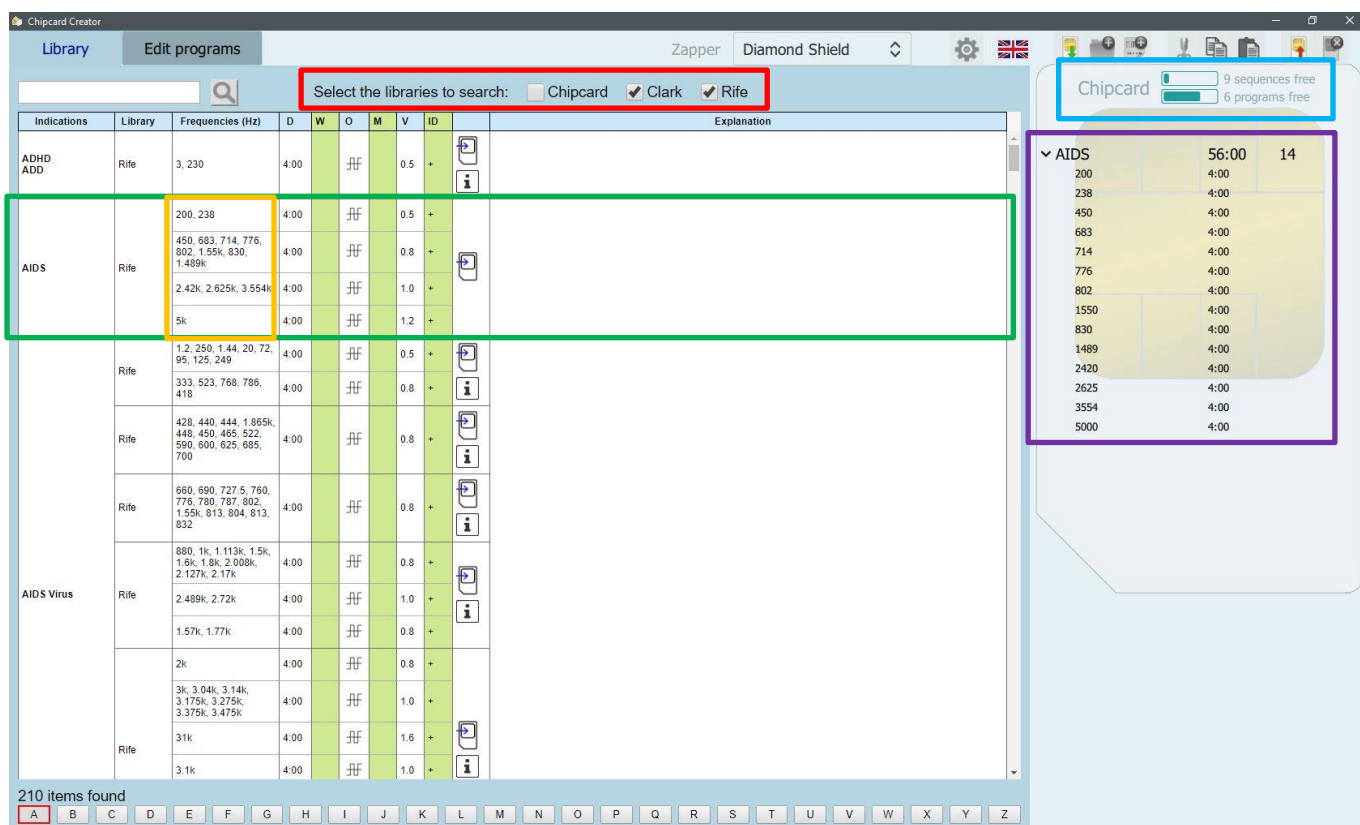 Chipcard Creator
Library Edit programs Zapper Diamond Shield
Select the libraries to search: Chipcard Clark Rife
Indications Library Frequencies (Hz) D W O M V ID Explanation
ADHD
ADD
Rife 3, 230 4:00 0.5 +
AIDS Rife
200, 238 4:00 0.5 +
450, 683, 714, 776,
802, 1.55k, 830,
1.489k
4:00 0.8 +
2.42k, 2.625k, 3.554k 4:00 1.0 +
5k 4:00 1.2 +
AIDS Virus
Rife
1.2, 250, 1.44, 20, 72,
95, 125, 249
4:00 0.5 +
333, 523, 768, 786,
418
4:00 0.8 +
Rife
428, 440, 444, 1.865k,
448, 450, 465, 522,
590, 600, 625, 685,
700
4:00 0.8 +
Rife
660, 690, 727.5, 760,
776, 780, 787, 802,
1.55k, 813, 804, 813,
832
4:00 0.8 +
Rife
880, 1k, 1.113k, 1.5k,
1.6k, 1.8k, 2.008k,
2.127k, 2.17k
4:00 0.8 +
2.489k, 2.72k 4:00 1.0 +
1.57k, 1.77k 4:00 0.8 +
Rife
2k 4:00 0.8 +
3k, 3.04k, 3.14k,
3.175k, 3.275k,
3.375k, 3.475k
4:00 1.0 +
31k 4:00 1.6 +
3.1k 4:00 1.0 +
210 items found
A B C D E F G H I J K L M N O P Q R S T U V W X Y Z
Chipcard
9 sequences free
6 programs free
AIDS 56:00 14
200 4:00
238 4:00
450 4:00
683 4:00
714 4:00
776 4:00
802 4:00
1550 4:00
830 4:00
1489 4:00
2420 4:00
2625 4:00
3554 4:00
5000 4:00